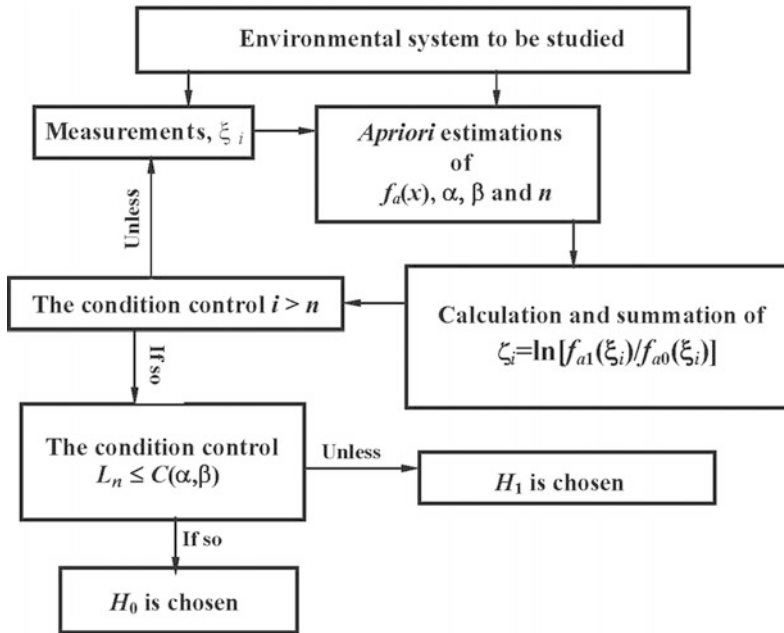 Environmental system to be studied
Measurements, ξ i
Apriori estimations
of
fa(x), α, β and n
Unless
The condition control i > n
Calculation and summation of
ζi=ln[fa1(ξi)/fa0(ξi)]
If so
The condition control
Ln ≤ C(α,β)
Unless
H1 is chosen
If so
H0 is chosen